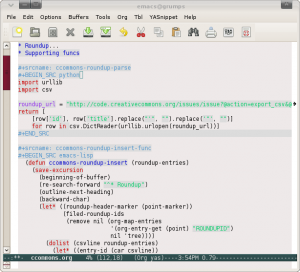 emacs@grumps
File Edit Options Buffers Tools Org Tbl YASnippet Help
* Roundup...
* Supporting funcs
#+srcname: ccommons-roundup-parse
#+BEGIN_SRC python
import urllib
import csv
roundup_url = "http://code.creativecommons.org/issues/issue?@action=export_csv&@
return [
[row['id'], row['title'].replace('
for row in csv.DictReader(urllib.urlopen(roundup_url))]
#+END_SRC
#+srcname: ccommons-roundup-insert-func
#+BEGIN_SRC emacs-lisp
(defun ccommons-roundup-insert (roundup-entries)
(save-excursion
(beginning-of-buffer)
(re-search-forward "^* Roundup")
(outline-next-heading)
(backward-char)
(let* ((roundup-header-marker (point-marker))
(filed-roundup-ids
(remove nil (org-map-entries
'(org-entry-get (point) "ROUNDUPID")
nil 'tree))))
(dolist (csvline roundup-entries)
(let* ((entry-id (car csvline))
ccommons.org 4% (112,18) (Org yas)----3:54PM 0.79